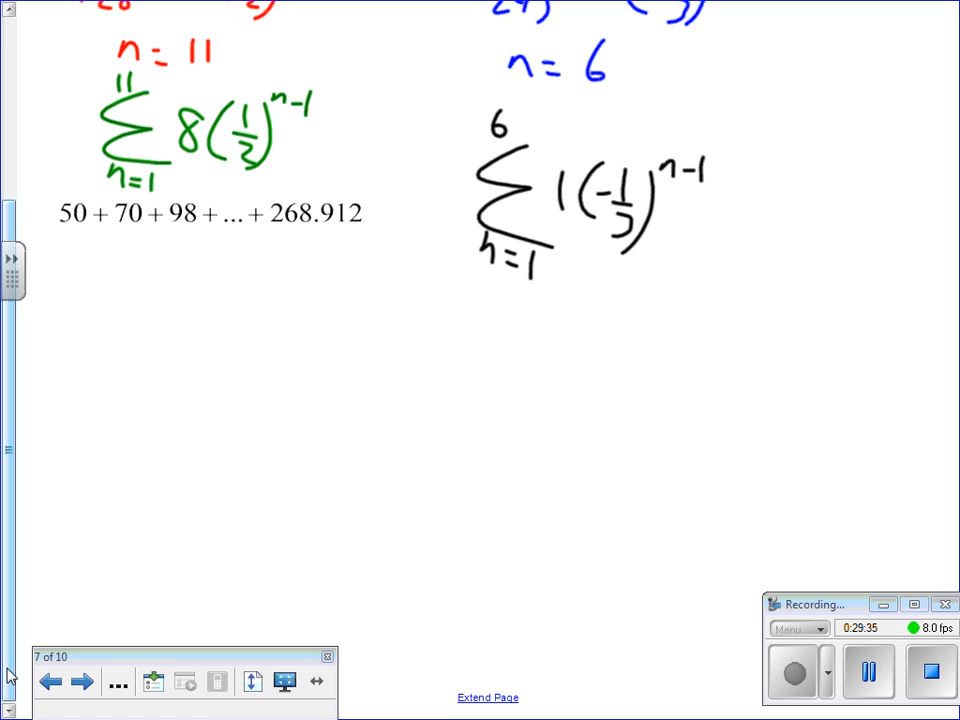 n = 11
11
∑ 8(1/2)^n-1
n=1
50 + 70 + 98 + ... + 268.912
n = 6
6
∑ 1(-1/3)^n-1
n=1
Recording...
Menu
0:29:35
8.0 fps
7 of 10
...
Extend Page